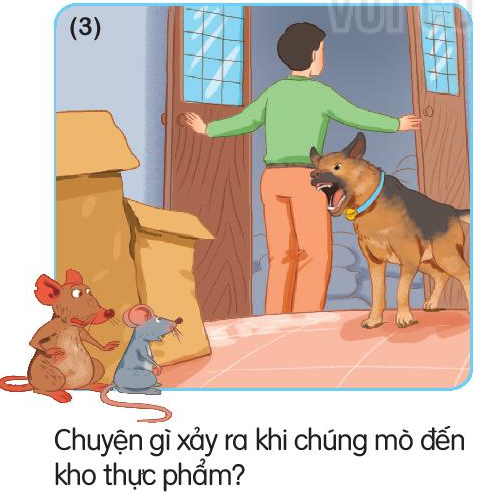 (3)
Chuyện gì xảy ra khi chúng mò đến
kho thực phẩm?